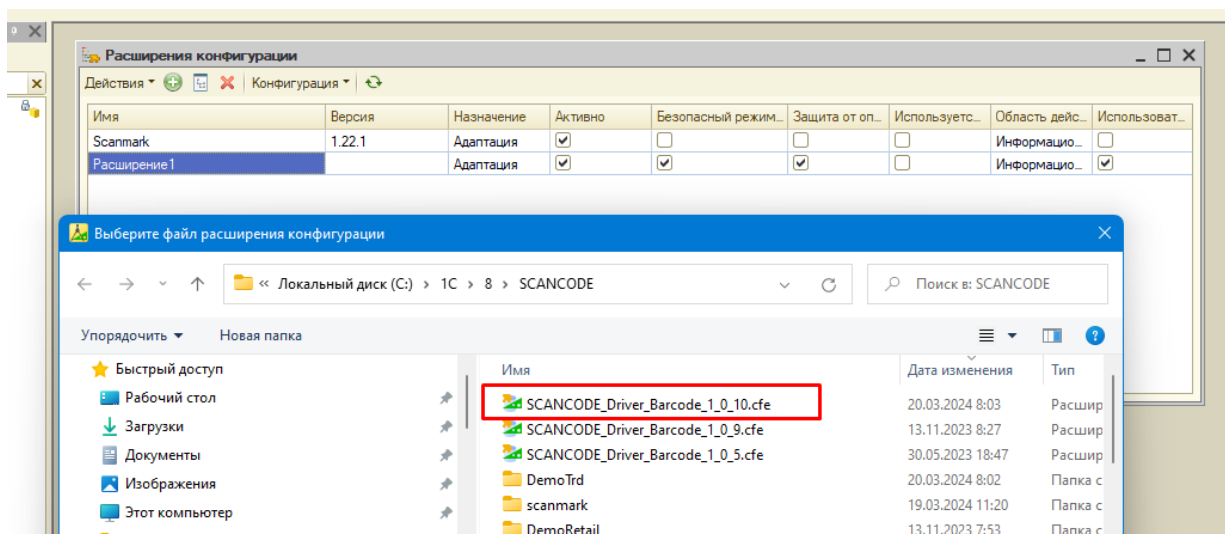 Расширения конфигурации
Действия Конфигурация
Имя Версия Назначение Активно Безопасный режим... Защита от оп... Используетс... Область дейс... Использоват...
Scanmark 1.22.1 Адаптация Информацио...
Расширение1 Адаптация Информацио...
Выберите файл расширения конфигурации
« Локальный диск (C:) › 1C › 8 › SCANCODE Поиск в: SCANCODE
Упорядочить Новая папка
Быстрый доступ Имя Дата изменения Тип
Рабочий стол SCANCODE_Driver_Barcode_1_0_10.cfe 20.03.2024 8:03 Расшир
Загрузки SCANCODE_Driver_Barcode_1_0_9.cfe 13.11.2023 8:27 Расшир
Документы SCANCODE_Driver_Barcode_1_0_5.cfe 30.05.2023 18:47 Расшир
Изображения DemoTrd 20.03.2024 8:02 Папка с
Этот компьютер scanmark 19.03.2024 11:20 Папка с
DemoRetail 13.11.2023 7:53 Папка с